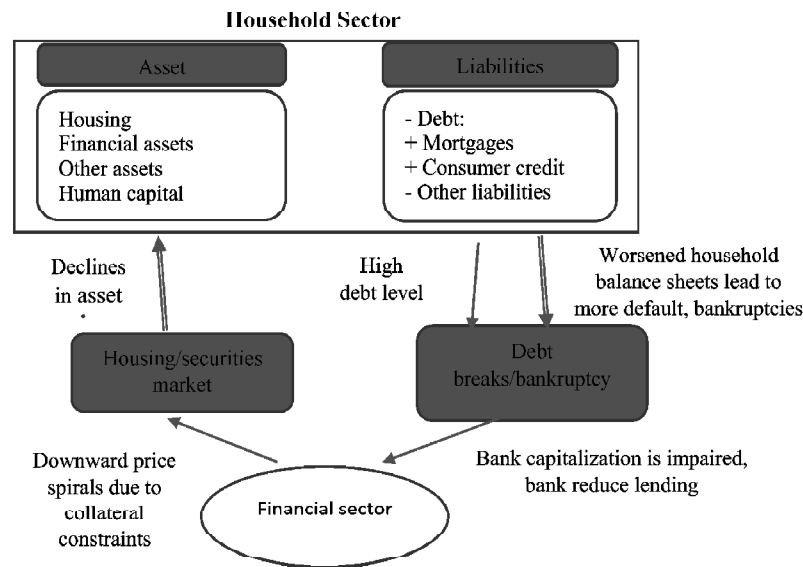 Household Sector
Asset
Liabilities
Housing
Financial assets
Other assets
Human capital
- Debt:
+ Mortgages
+ Consumer credit
- Other liabilities
Declines
in asset
.
High
debt level
Worsened household
balance sheets lead to
more default, bankruptcies
Housing/securities
market
Debt
breaks/bankruptcy
Downward price
spirals due to
collateral
constraints
Financial sector
Bank capitalization is impaired,
bank reduce lending